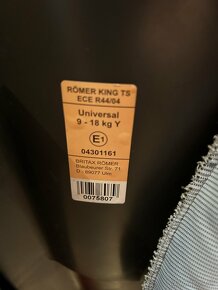 RÖMER KING TS
ECE R44/04
Universal
9 - 18 kg Y
E1
04301161
BRITAX RÖMER
Blaubeurer Str. 71
D - 89077 Ulm
0075807